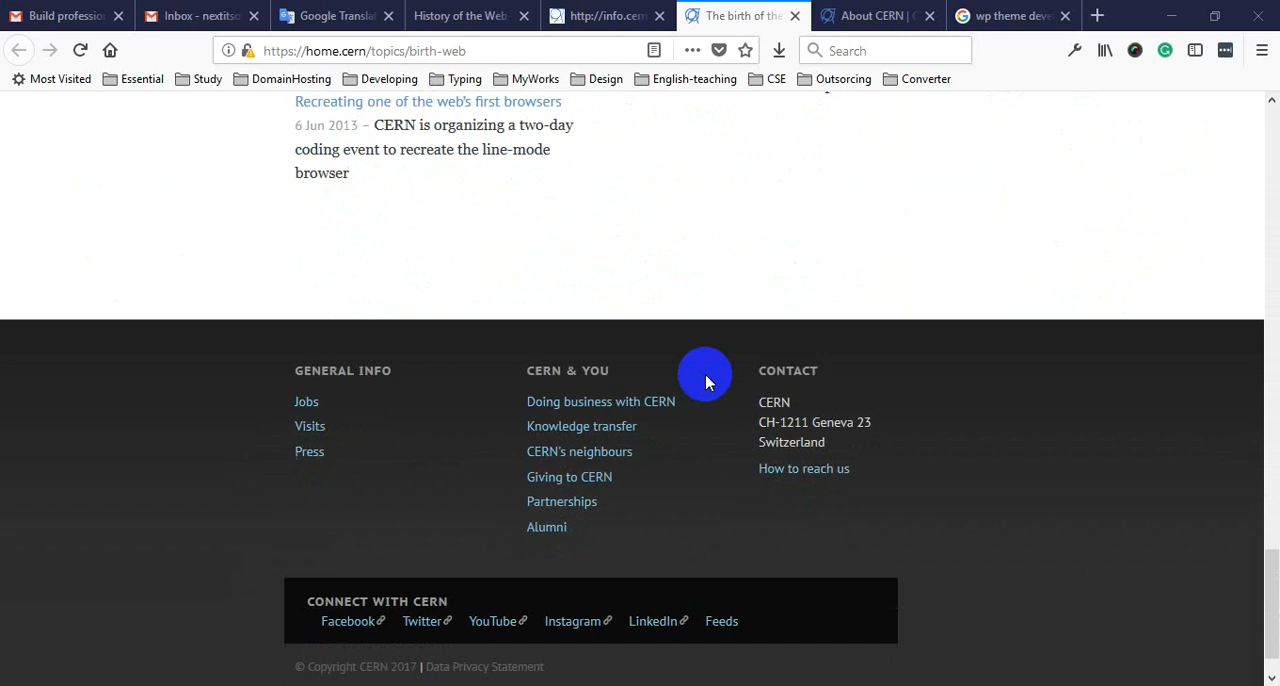 Build professio
Inbox - nextitso
Google Translat
History of the Web
http://info.cern
The birth of the
About CERN | C
wp theme deve
https://home.cern/topics/birth-web
Search
Most Visited
Essential
Study
DomainHosting
Developing
Typing
MyWorks
Design
English-teaching
CSE
Outsorcing
Converter
Recreating one of the web's first browsers
6 Jun 2013 – CERN is organizing a two-day
coding event to recreate the line-mode
browser
GENERAL INFO
Jobs
Visits
Press
CERN & YOU
Doing business with CERN
Knowledge transfer
CERN's neighbours
Giving to CERN
Partnerships
Alumni
CONTACT
CERN
CH-1211 Geneva 23
Switzerland
How to reach us
CONNECT WITH CERN
Facebook Twitter YouTube Instagram LinkedIn Feeds
© Copyright CERN 2017 | Data Privacy Statement